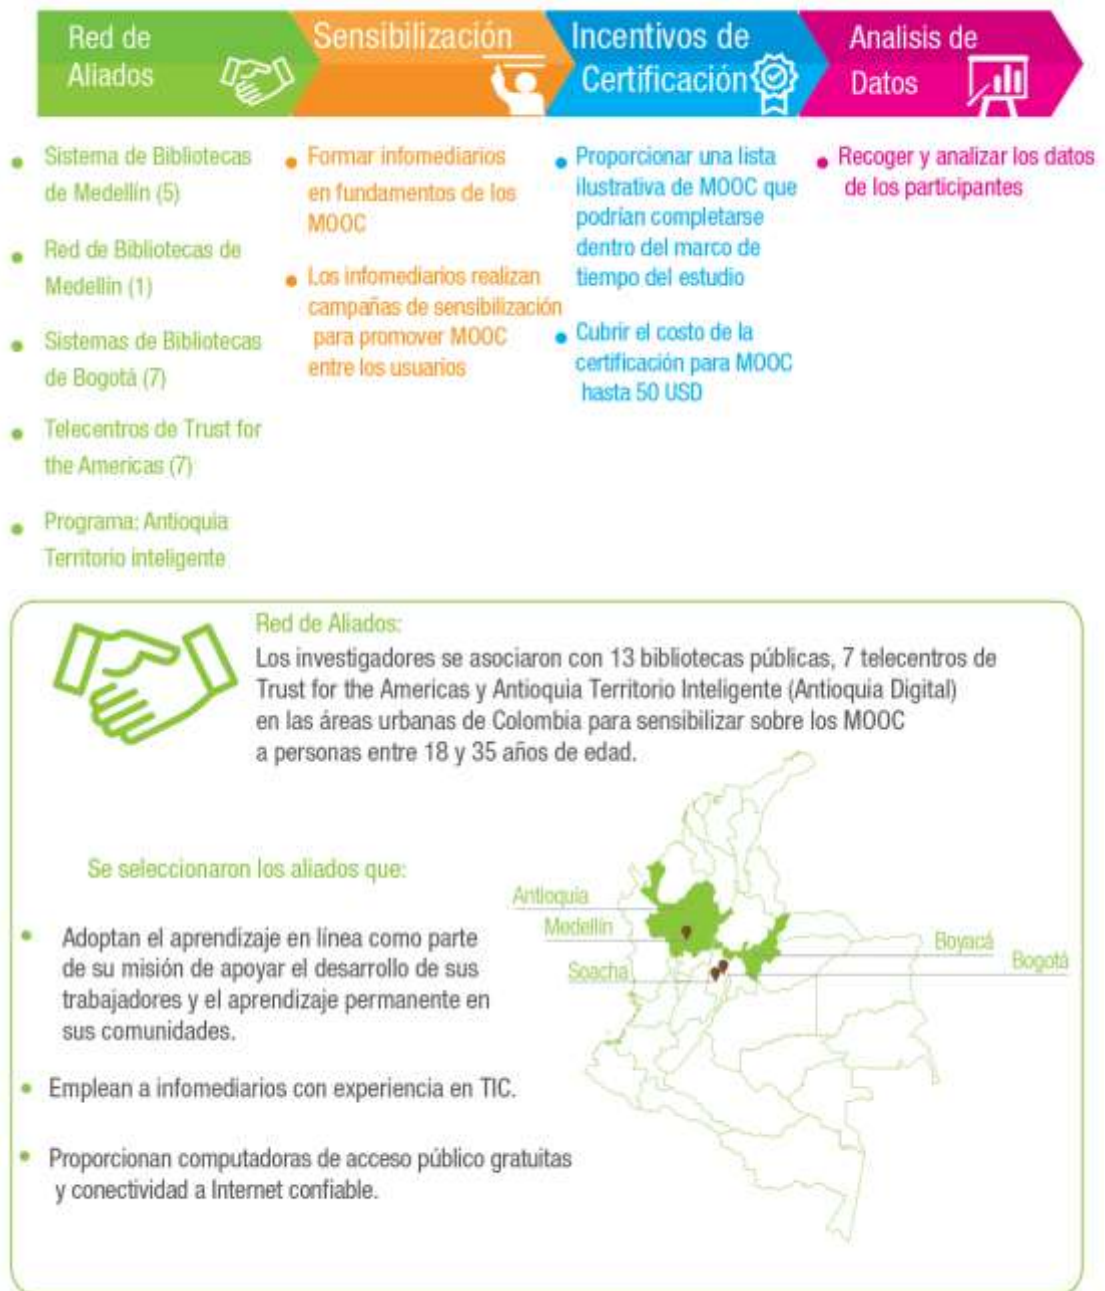 Red de
Aliados
Sensibilización
Incentivos de
Certificación
Analisis de
Datos
Sistema de Bibliotecas
de Medellín (5)
Red de Bibliotecas de
Medellín (1)
Sistemas de Bibliotecas
de Bogotá (7)
Telecentros de Trust for
the Americas (7)
Programa: Antioquia
Territorio inteligente
Formar infomediarios
en fundamentos de los
MOOC
Los infomediarios realizan
campañas de sensibilización
para promover MOOC
entre los usuarios
Proporcionar una lista
ilustrativa de MOOC que
podrían completarse
dentro del marco de
tiempo del estudio
Cubrir el costo de la
certificación para MOOC
hasta 50 USD
Recoger y analizar los datos
de los participantes
Red de Aliados:
Los investigadores se asociaron con 13 bibliotecas públicas, 7 telecentros de
Trust for the Americas y Antioquia Territorio Inteligente (Antioquia Digital)
en las áreas urbanas de Colombia para sensibilizar sobre los MOOC
a personas entre 18 y 35 años de edad.
Se seleccionaron los aliados que:
Adoptan el aprendizaje en línea como parte
de su misión de apoyar el desarrollo de sus
trabajadores y el aprendizaje permanente en
sus comunidades.
Emplean a infomediarios con experiencia en TIC.
Proporcionan computadoras de acceso público gratuitas
y conectividad a Internet confiable.
Antioquia
Medellín
Soacha
Boyacá
Bogotá